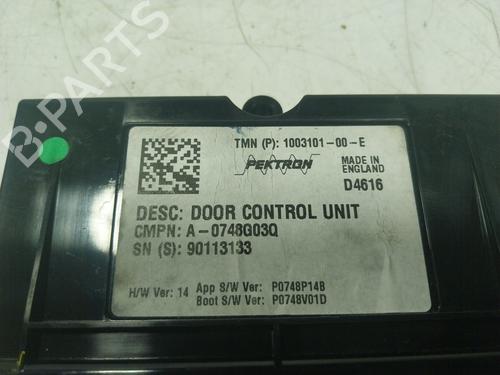 B-PARTS
TMN (P): 1003101-00-E
PEKTRON
MADE IN
ENGLAND
D4616
DESC: DOOR CONTROL UNIT
CMPN: A-0748G03Q
SN (S): 90113133
H/W Ver: 14 App S/W Ver: P0748P14B
Boot S/W Ver: P0748V01D